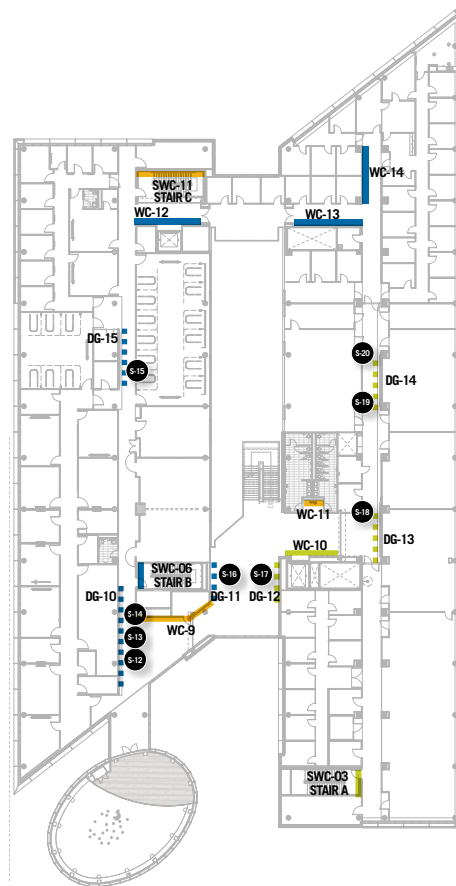 WC-14
SWC-11
STAIR C
WC-12
WC-13
DG-15
S-15
S-20
DG-14
S-19
WC-11
S-18
WC-10
DG-13
SWC-06
STAIR B
S-16
S-17
DG-10
DG-11
DG-12
S-14
WC-9
S-13
S-12
SWC-03
STAIR A